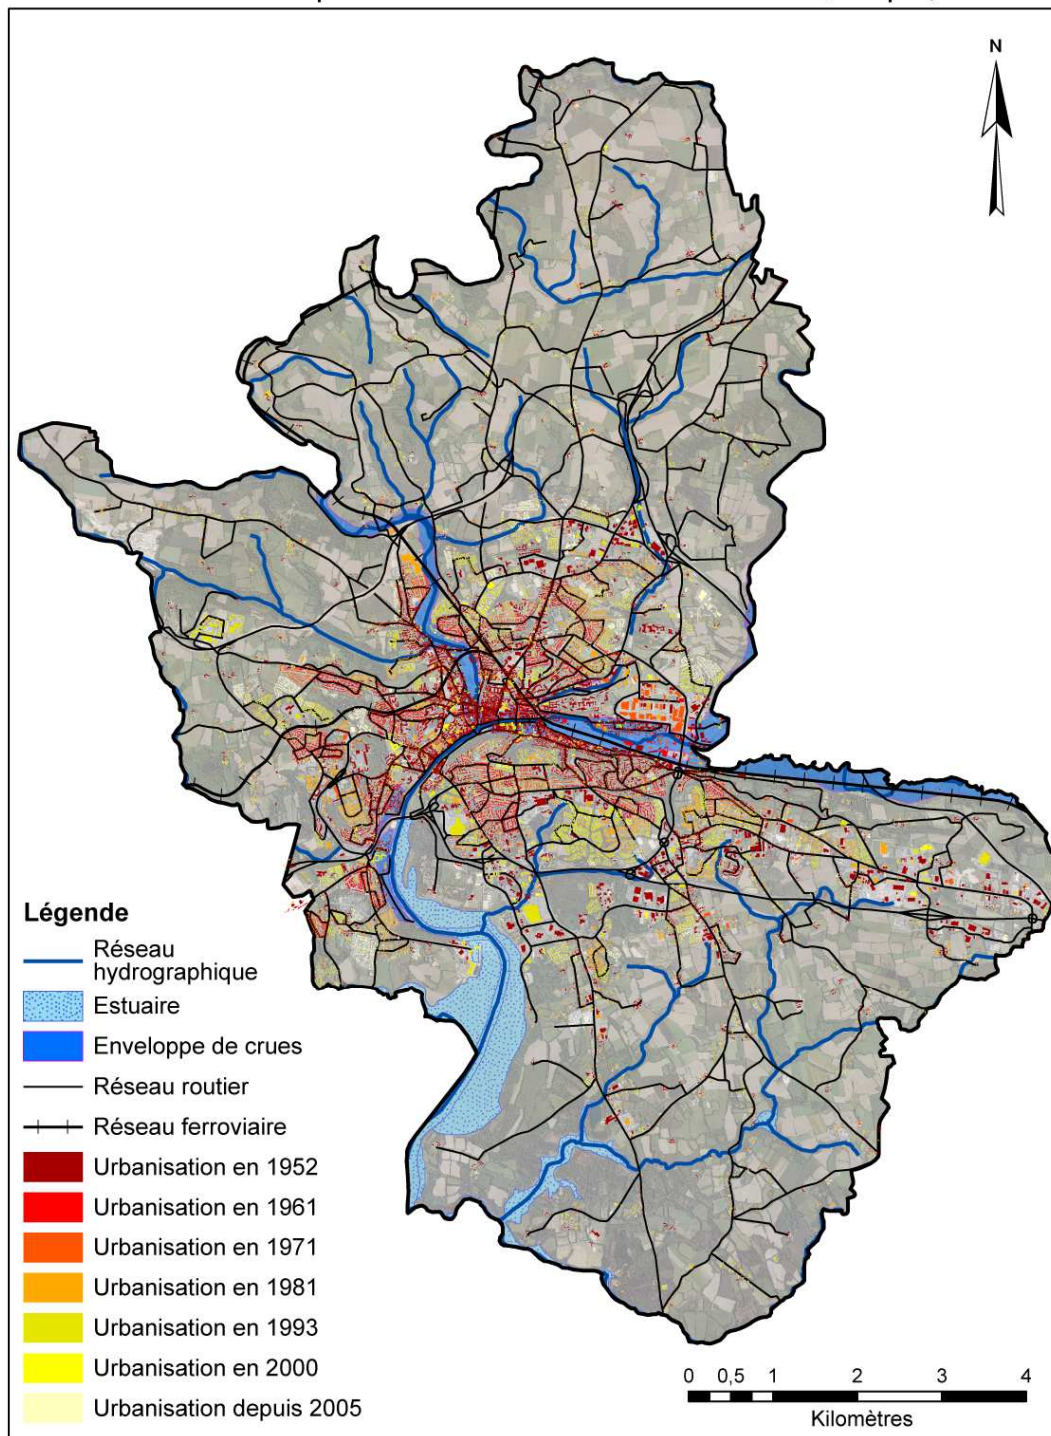 N
Légende
Réseau
hydrographique
Estuaire
Enveloppe de crues
Réseau routier
Réseau ferroviaire
Urbanisation en 1952
Urbanisation en 1961
Urbanisation en 1971
Urbanisation en 1981
Urbanisation en 1993
Urbanisation en 2000
Urbanisation depuis 2005
0 0,5 1 2 3 4
Kilomètres